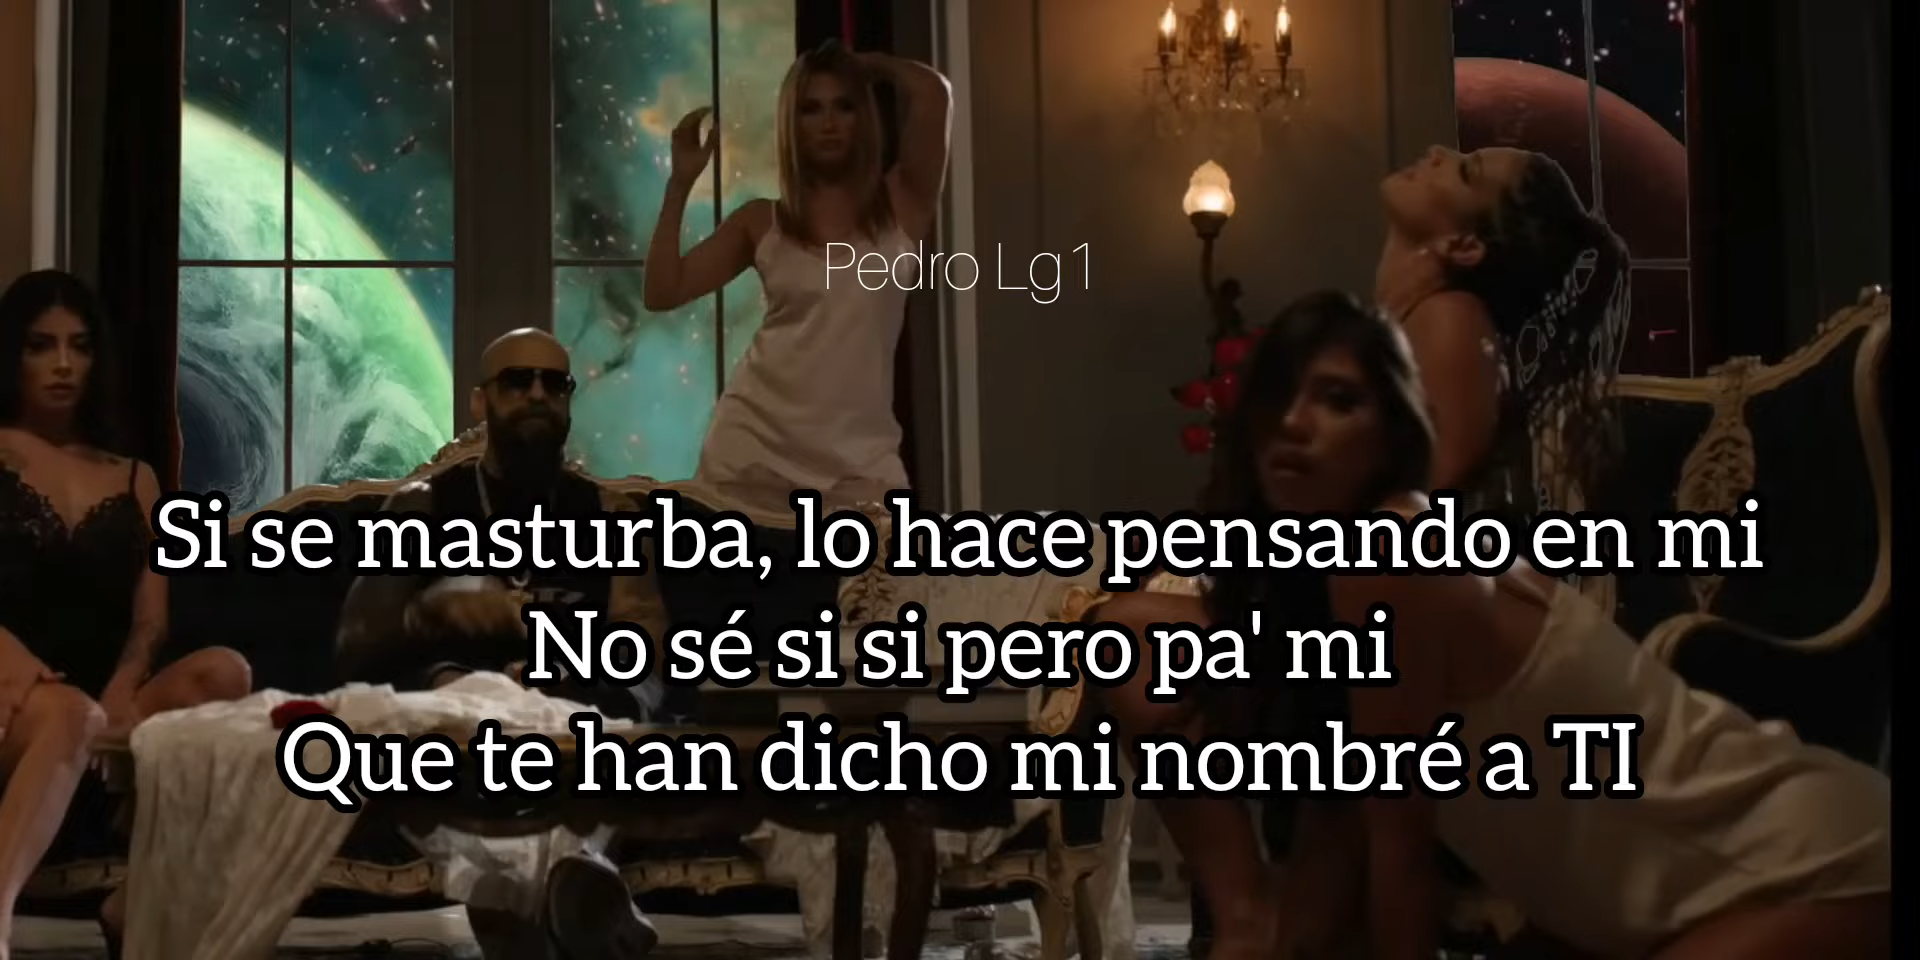 Pedro Lg1
Si se masturba, lo hace pensando en mi
No sé si si pero pa' mi
Que te han dicho mi nombré a TI